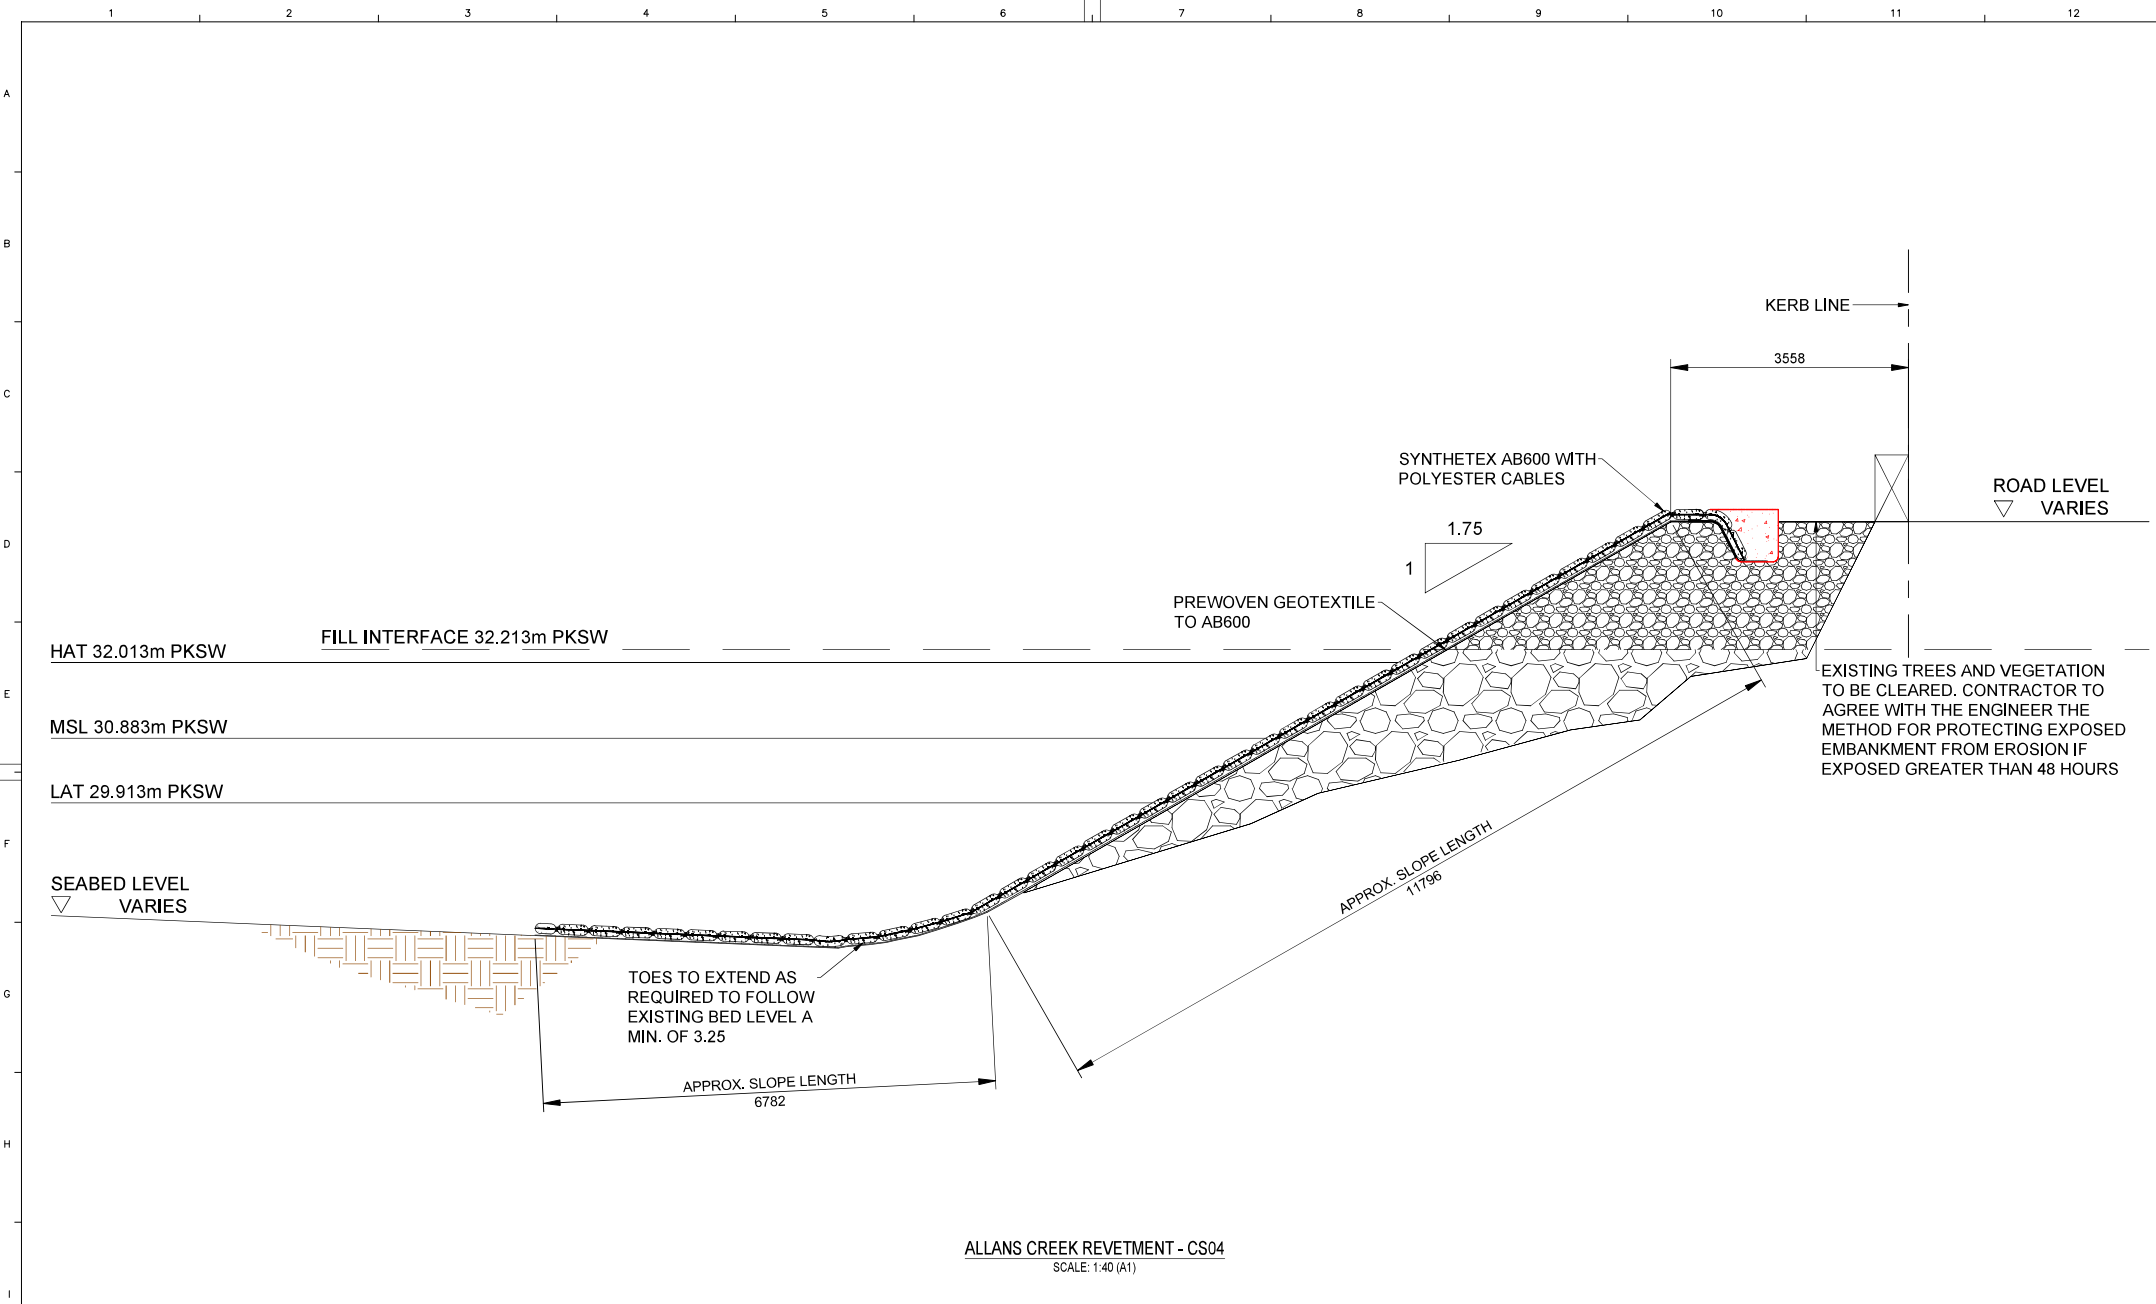 1 2 3 4 5 6 7 8 9 10 11 12
A
B
C
D
E
F
G
H
I
KERB LINE
3558
SYNTHETEX AB600 WITH
POLYESTER CABLES
ROAD LEVEL
VARIES
1.75
1
PREWOVEN GEOTEXTILE
TO AB600
FILL INTERFACE 32.213m PKSW
HAT 32.013m PKSW
MSL 30.883m PKSW
LAT 29.913m PKSW
EXISTING TREES AND VEGETATION
TO BE CLEARED. CONTRACTOR TO
AGREE WITH THE ENGINEER THE
METHOD FOR PROTECTING EXPOSED
EMBANKMENT FROM EROSION IF
EXPOSED GREATER THAN 48 HOURS
SEABED LEVEL
VARIES
APPROX. SLOPE LENGTH
11796
TOES TO EXTEND AS
REQUIRED TO FOLLOW
EXISTING BED LEVEL A
MIN. OF 3.25
APPROX. SLOPE LENGTH
6782
ALLANS CREEK REVETMENT - CS04
SCALE: 1:40 (A1)